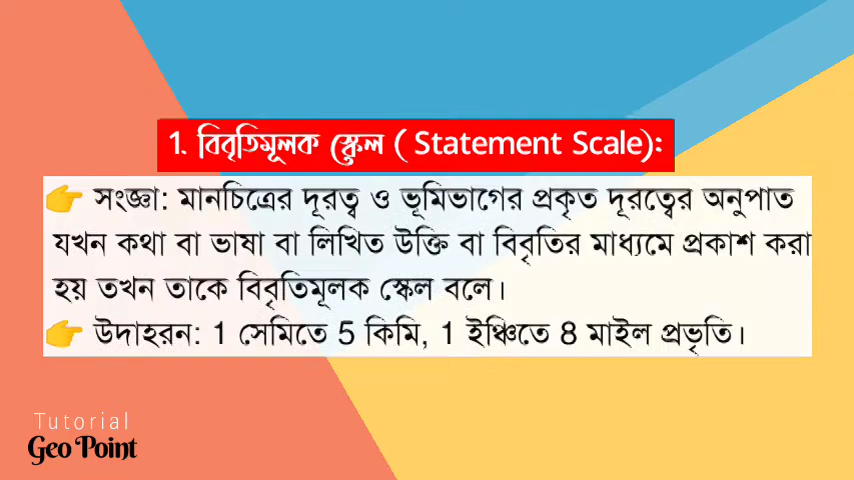 1. বিবৃতিমূলক স্কেল ( Statement Scale):
👉 সংজ্ঞা: মানচিত্রের দূরত্ব ও ভূমিভাগের প্রকৃত দূরত্বের অনুপাত
যখন কথা বা ভাষা বা লিখিত উক্তি বা বিবৃতির মাধ্যমে প্রকাশ করা
হয় তখন তাকে বিবৃতিমূলক স্কেল বলে।
👉 উদাহরন: 1 সেমিতে 5 কিমি, 1 ইঞ্চিতে 8 মাইল প্রভৃতি।
Tutorial
Geo Point